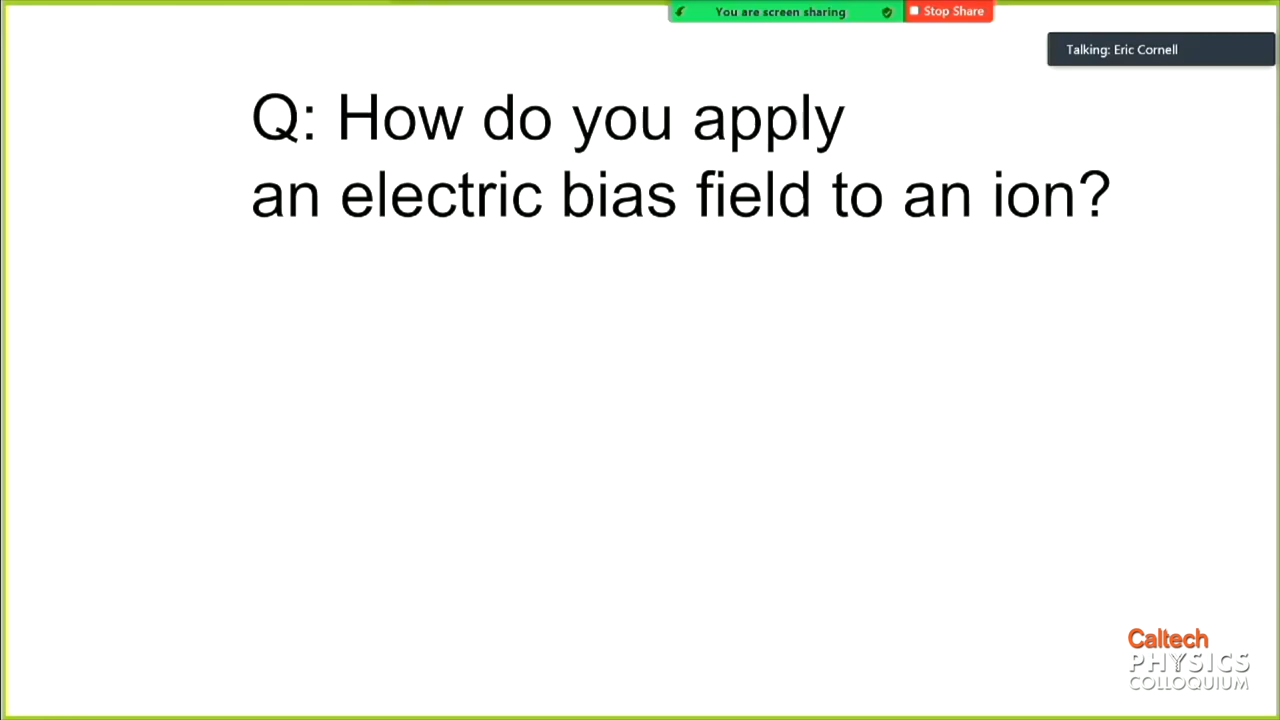 You are screen sharing
Stop Share
Talking: Eric Cornell
Q: How do you apply
an electric bias field to an ion?
Caltech
PHYSICS
COLLOQUIUM